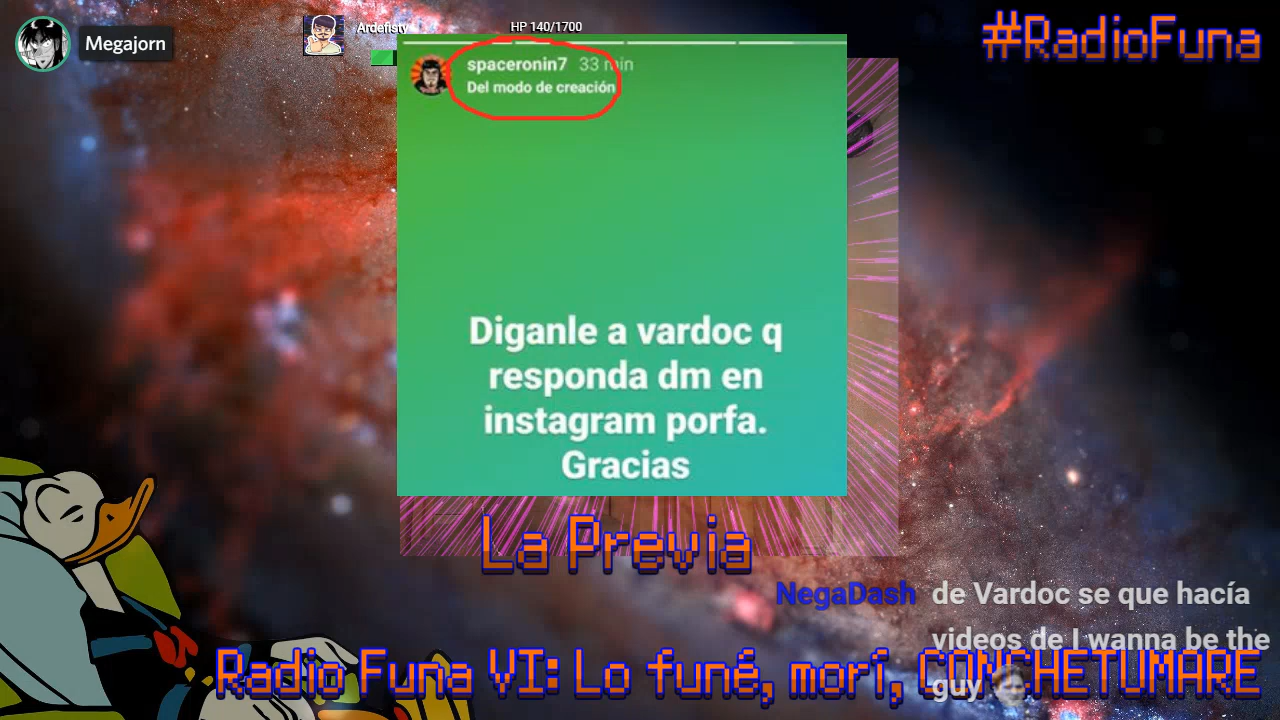 Megajorn
Ardefisty
HP 140/1700
#RadioFuna
spaceronin7 33 min
Del modo de creación
Diganle a vardoc q
responda dm en
instagram porfa.
Gracias
La Previa
NegaDash de Vardoc se que hacía
videos de I wanna be the
guy
Radio Funa VI: Lo funé, morí, CONCHETUMARE